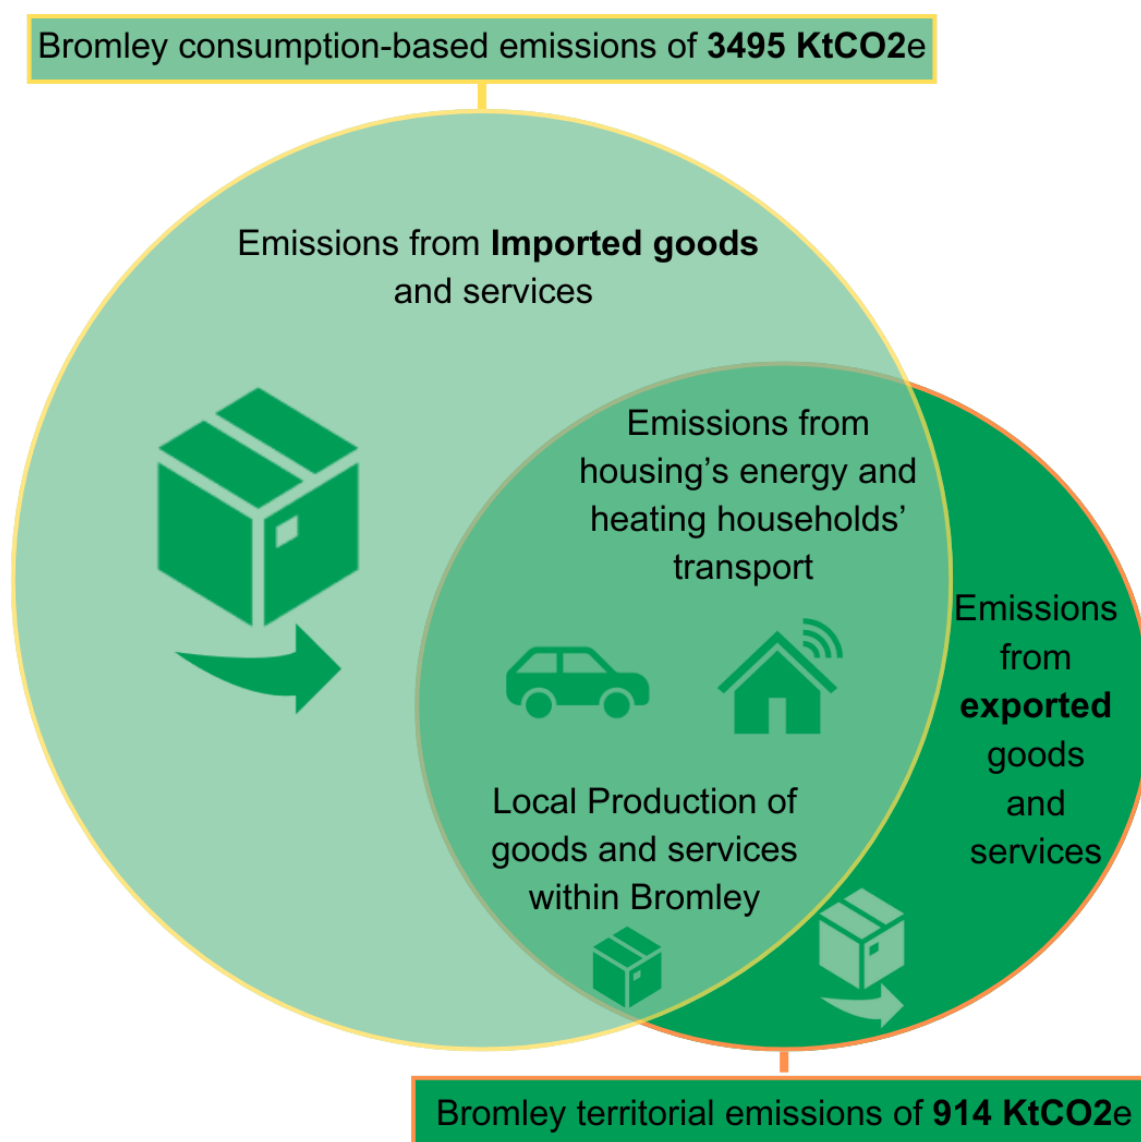 Bromley consumption-based emissions of 3495 KtCO2e
Emissions from Imported goods
and services
Emissions from
housing’s energy and
heating households’
transport
Emissions
from
exported
goods
and
services
Local Production of
goods and services
within Bromley
Bromley territorial emissions of 914 KtCO2e